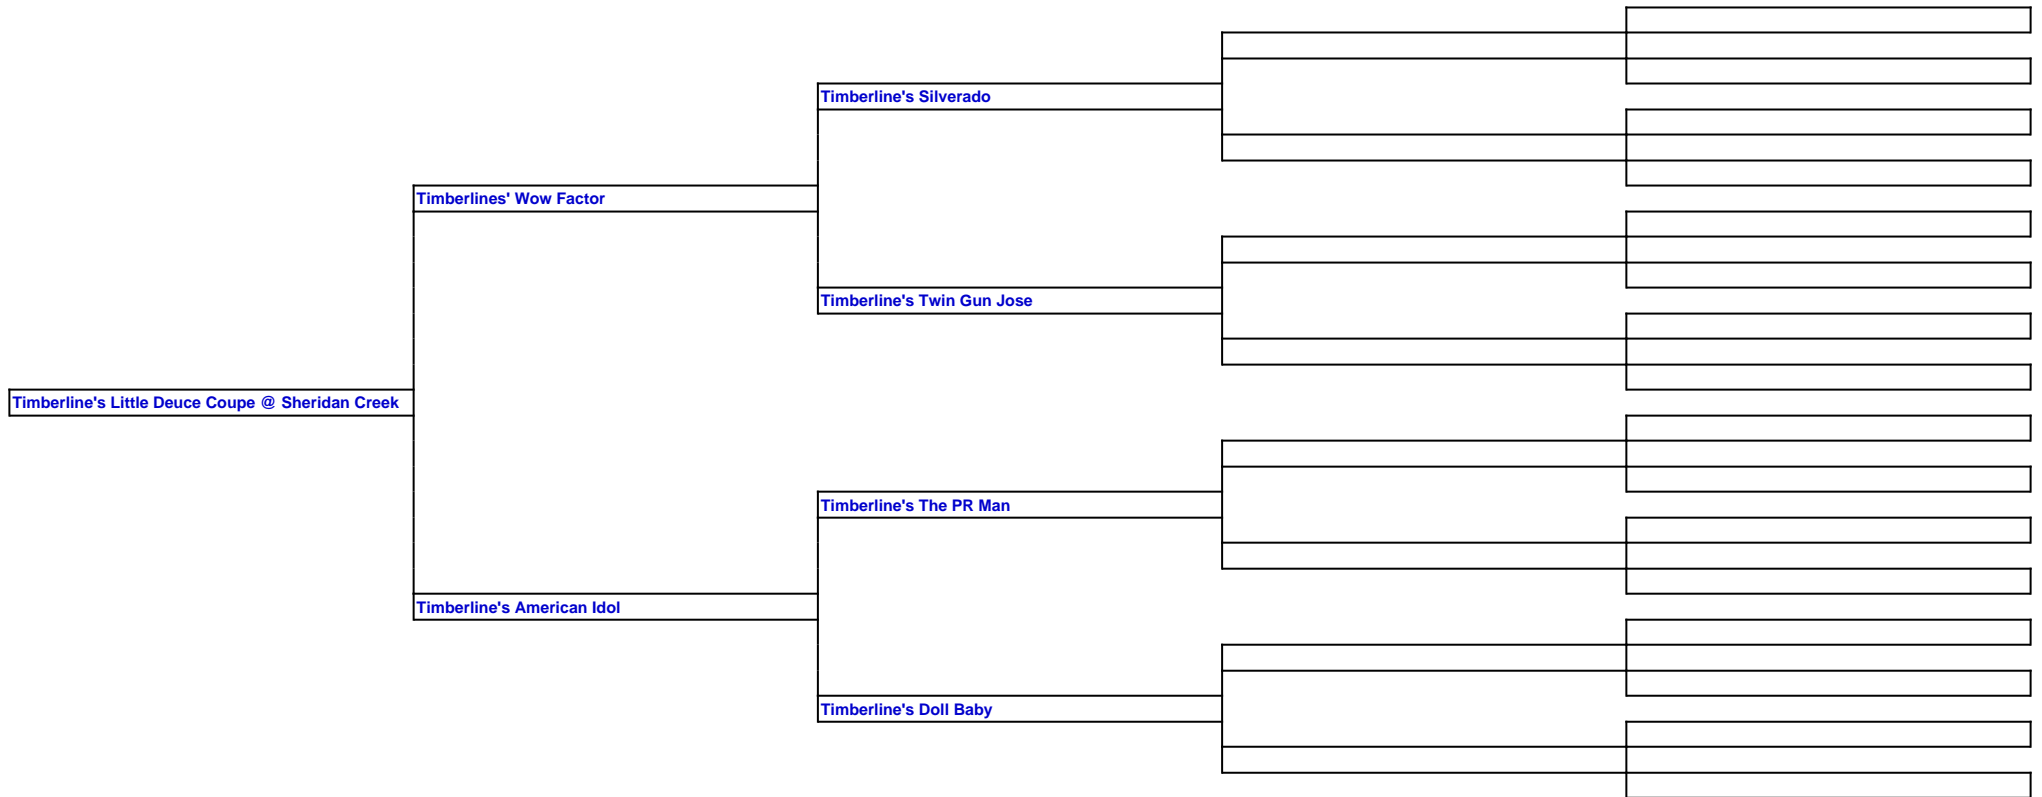 Timberline's Silverado
Timberlines' Wow Factor
Timberline's Twin Gun Jose
Timberline's Little Deuce Coupe @ Sheridan Creek
Timberline's The PR Man
Timberline's American Idol
Timberline's Doll Baby